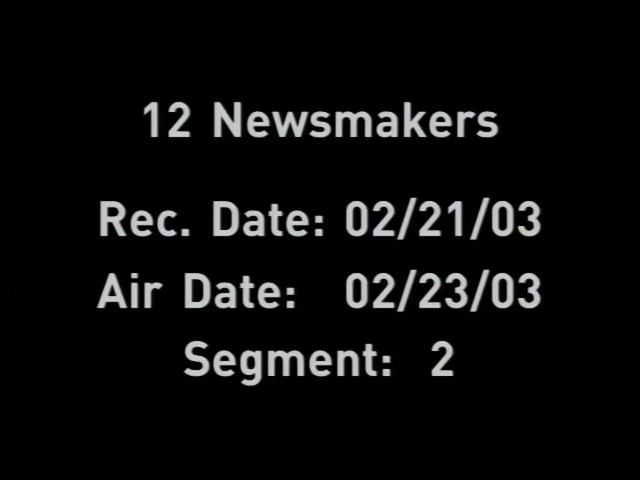 12 Newsmakers
Rec. Date: 02/21/03
Air Date: 02/23/03
Segment: 2